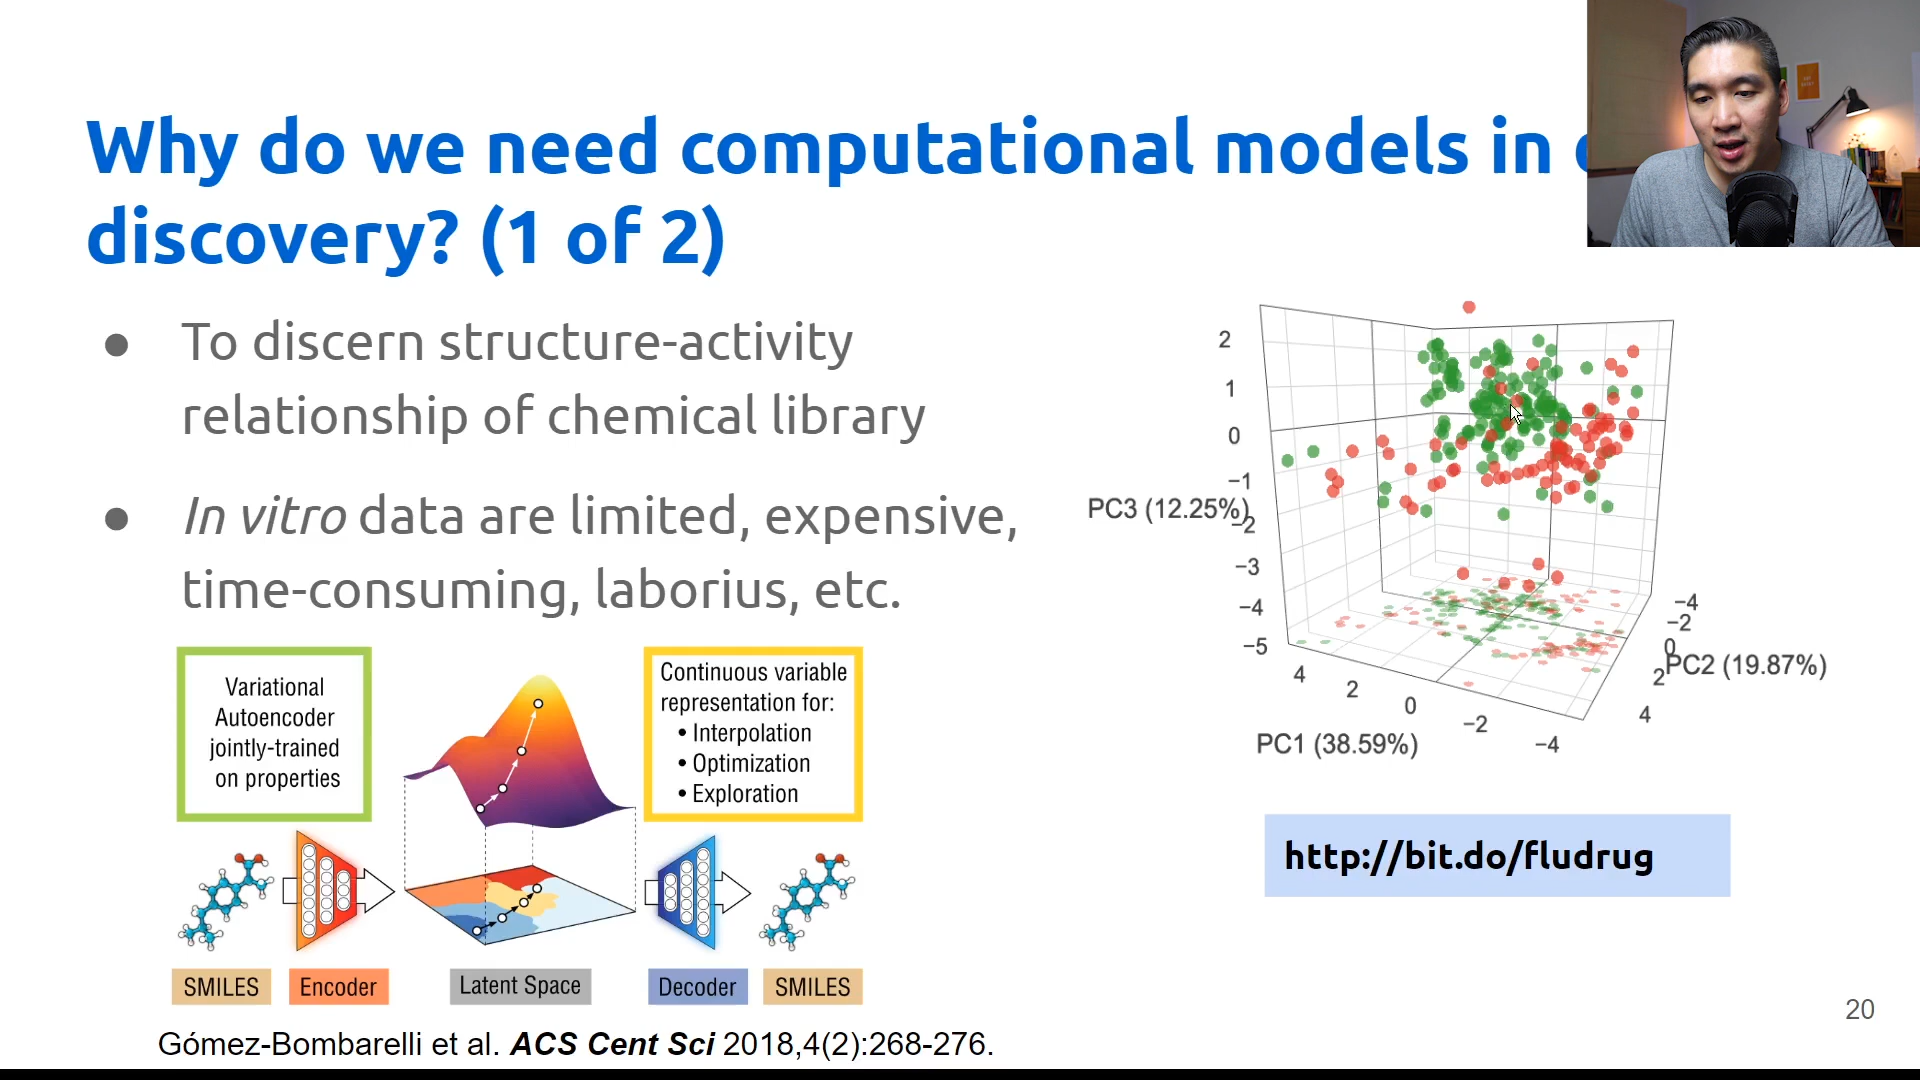 Why do we need computational models in
discovery? (1 of 2)
● To discern structure-activity
relationship of chemical library
● In vitro data are limited, expensive,
time-consuming, laborius, etc.
Variational
Autoencoder
jointly-trained
on properties
Continuous variable
representation for:
• Interpolation
• Optimization
• Exploration
SMILES
Encoder
Latent Space
Decoder
SMILES
Gómez-Bombarelli et al. ACS Cent Sci 2018,4(2):268-276.
2
1
0
−1
−2
−3
−4
−5
PC3 (12.25%)
4
2
0
−2
−4
PC1 (38.59%)
−4
−2
0
2
4
PC2 (19.87%)
http://bit.do/fludrug
20